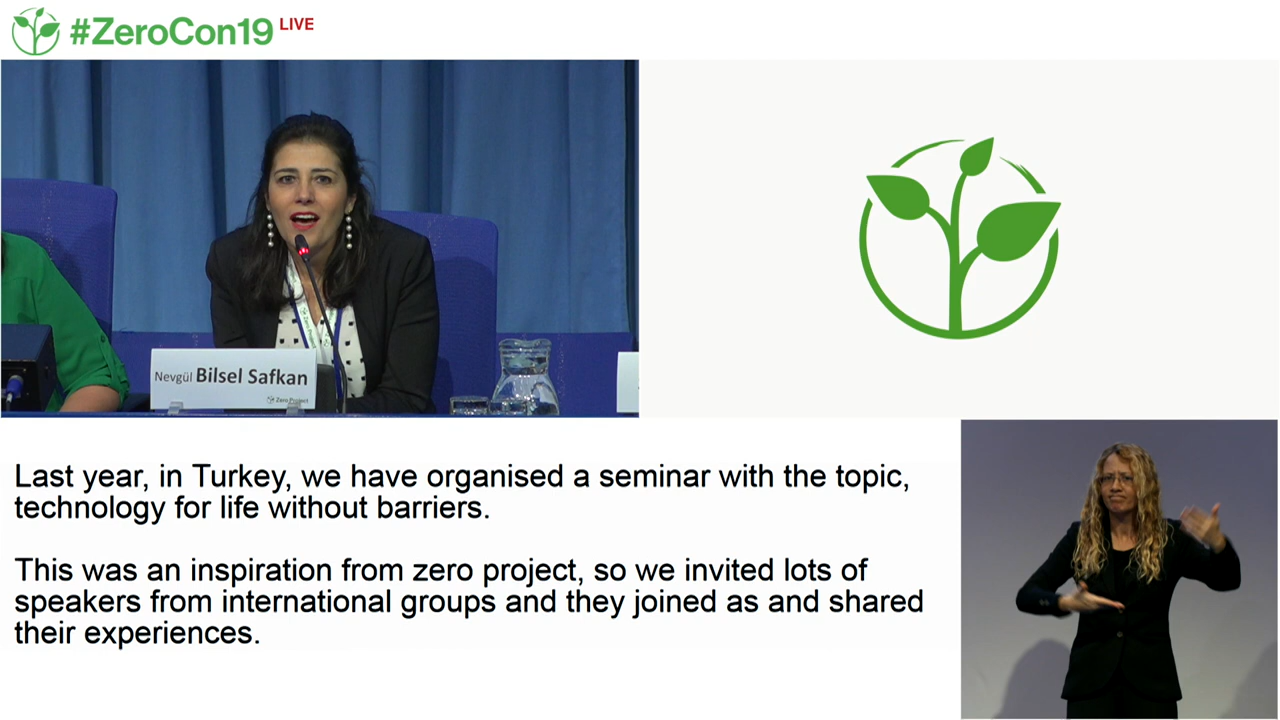 #ZeroCon19 LIVE
Nevgül Bilsel Safkan
Zero Project
Zero Project
Last year, in Turkey, we have organised a seminar with the topic,
technology for life without barriers.
This was an inspiration from zero project, so we invited lots of
speakers from international groups and they joined as and shared
their experiences.